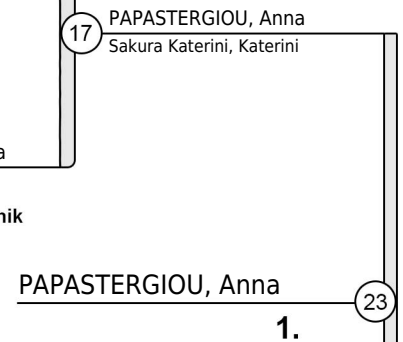 17
PAPASTERGIOU, Anna
Sakura Katerini, Katerini
PAPASTERGIOU, Anna
23
1.